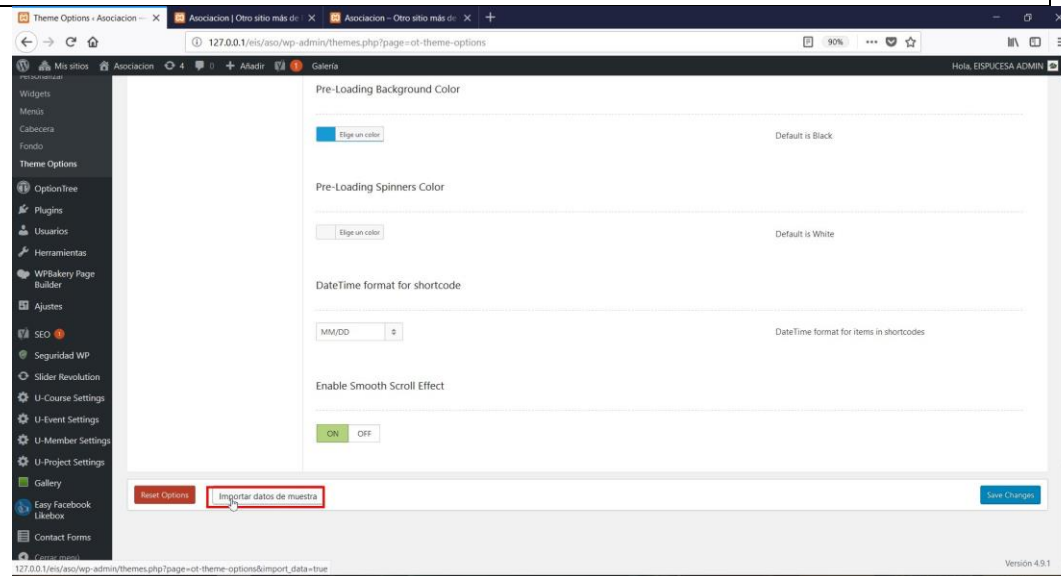 Theme Options ‹ Asociacion —
Asociacion | Otro sitio más de
Asociacion – Otro sitio más de
127.0.0.1/eis/aso/wp-admin/themes.php?page=ot-theme-options
90%
Mis sitios
Asociacion
4
0
Añadir
1
Galería
Hola, EISPUCESA ADMIN
Personalizar
Widgets
Menús
Cabecera
Fondo
Theme Options
OptionTree
Plugins
Usuarios
Herramientas
WPBakery Page
Builder
Ajustes
SEO 1
Seguridad WP
Slider Revolution
U-Course Settings
U-Event Settings
U-Member Settings
U-Project Settings
Gallery
Easy Facebook
Likebox
Contact Forms
Cerrar menú
Pre-Loading Background Color
Elige un color
Default is Black
Pre-Loading Spinners Color
Elige un color
Default is White
DateTime format for shortcode
MM/DD
DateTime format for items in shortcodes
Enable Smooth Scroll Effect
ON OFF
Reset Options
Importar datos de muestra
Save Changes
127.0.0.1/eis/aso/wp-admin/themes.php?page=ot-theme-options&import_data=true
Versión 4.9.1